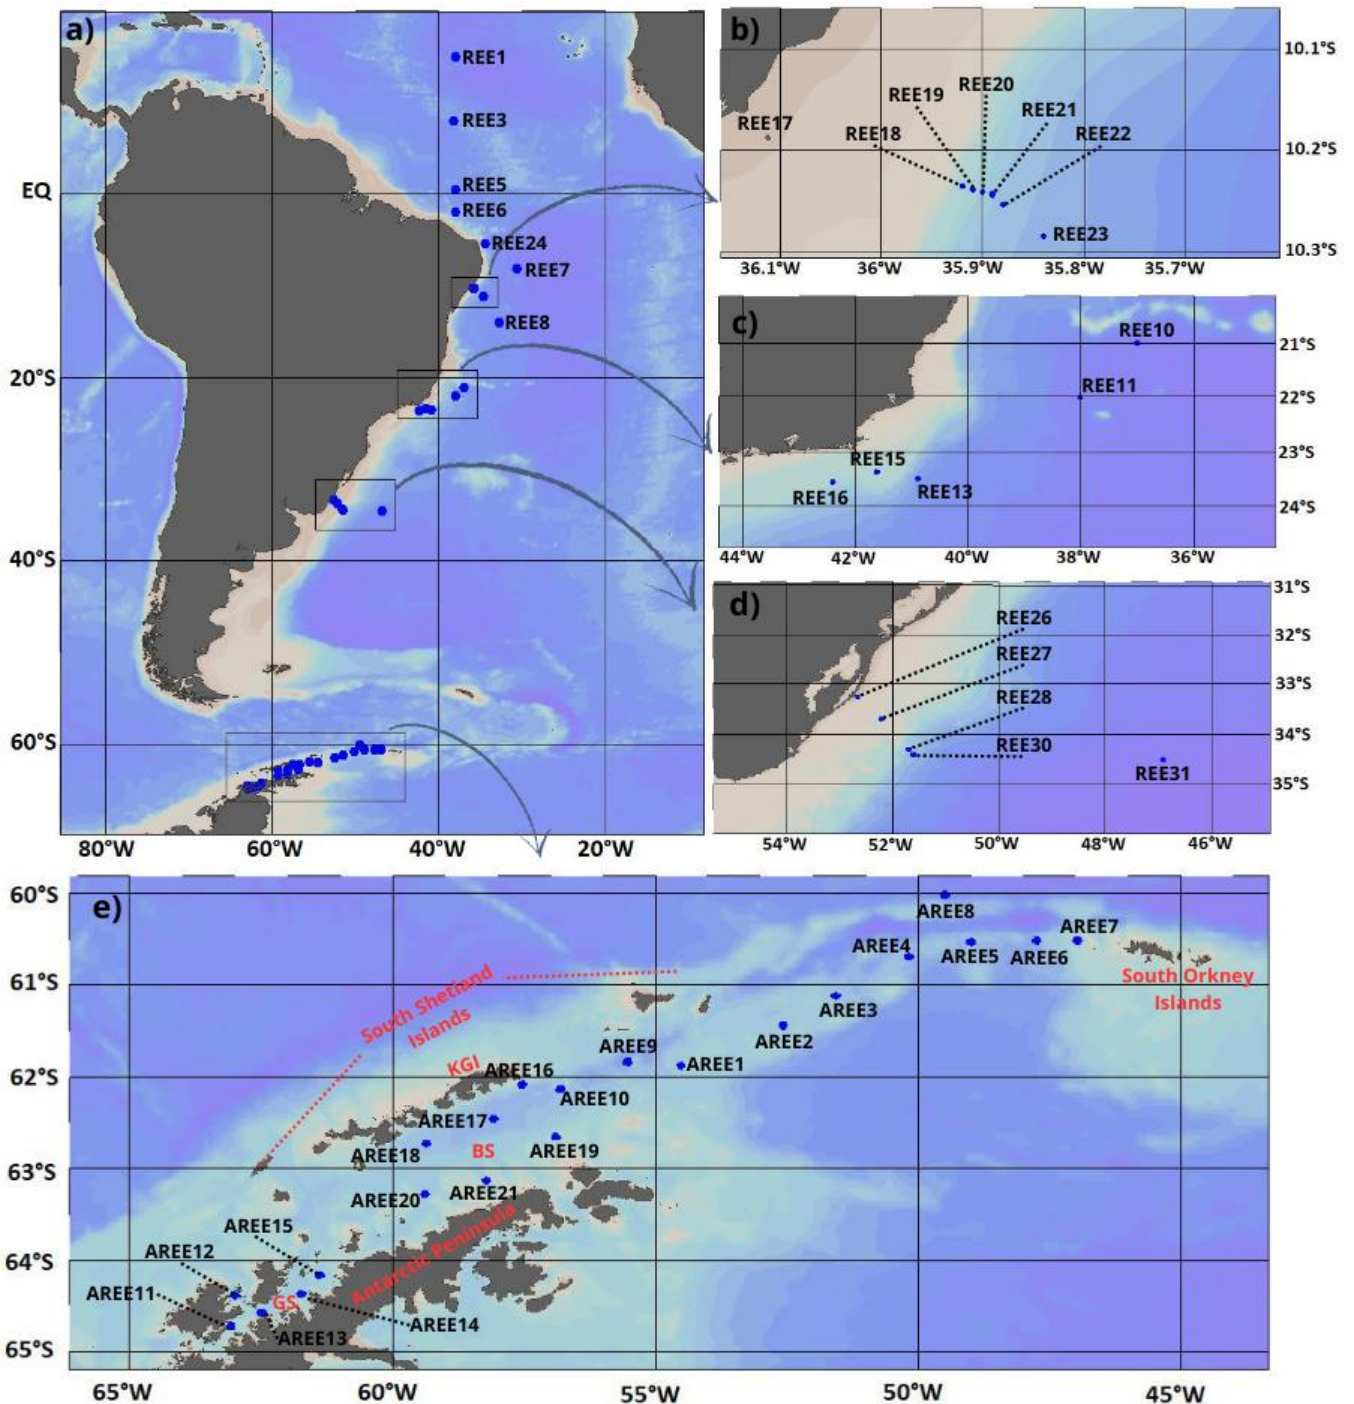 a)
REE1
REE3
EQ
REE5
REE6
REE24
REE7
REE8
20°S
40°S
60°S
80°W
60°W
40°W
20°W
b)
10.1°S
REE20
REE19
REE21
REE17
REE18
REE22
10.2°S
REE23
10.3°S
36.1°W
36°W
35.9°W
35.8°W
35.7°W
c)
REE10
21°S
REE11
22°S
REE15
23°S
REE16
REE13
24°S
44°W
42°W
40°W
38°W
36°W
d)
31°S
REE26
32°S
REE27
33°S
REE28
34°S
REE30
REE31
35°S
54°W
52°W
50°W
48°W
46°W
e)
60°S
AREE8
AREE7
AREE4
AREE5
AREE6
61°S
South Shetland
Islands
South Orkney
Islands
AREE3
AREE2
AREE9
AREE1
62°S
KGI
AREE16
AREE10
AREE17
AREE18
BS
AREE19
63°S
AREE20
AREE21
AREE15
Antarctic Peninsula
AREE12
64°S
AREE11
GS
AREE14
AREE13
65°S
65°W
60°W
55°W
50°W
45°W